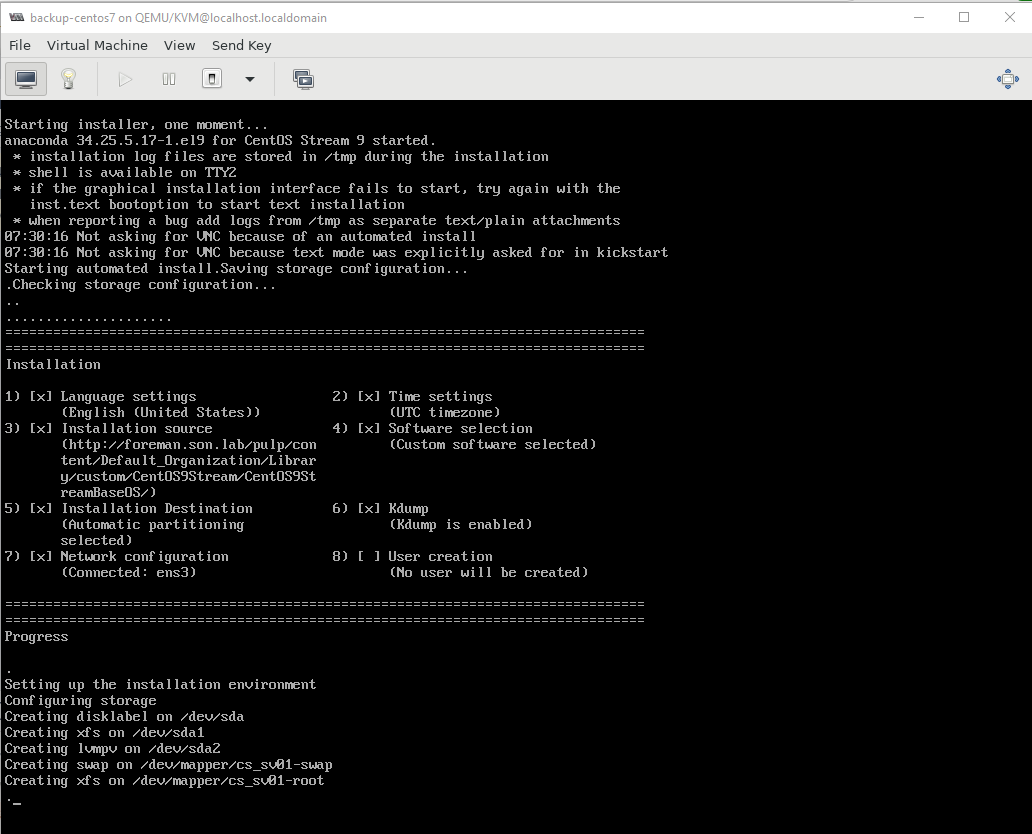 backup-centos7 on QEMU/KVM@localhost.localdomain
File Virtual Machine View Send Key
Starting installer, one moment...
anaconda 34.25.5.17-1.el9 for CentOS Stream 9 started.
* installation log files are stored in /tmp during the installation
* shell is available on TTY2
* if the graphical installation interface fails to start, try again with the
inst.text bootoption to start text installation
* when reporting a bug add logs from /tmp as separate text/plain attachments
07:30:16 Not asking for VNC because of an automated install
07:30:16 Not asking for VNC because text mode was explicitly asked for in kickstart
Starting automated install.Saving storage configuration...
.Checking storage configuration...
..
.....................
================================================================================
================================================================================
Installation
1) [x] Language settings 2) [x] Time settings
(English (United States)) (UTC timezone)
3) [x] Installation source 4) [x] Software selection
(http://foreman.son.lab/pulp/con (Custom software selected)
tent/Default_Organization/Librar
y/custom/CentOS9Stream/CentOS9St
reamBaseOS/)
5) [x] Installation Destination 6) [x] Kdump
(Automatic partitioning (Kdump is enabled)
selected)
7) [x] Network configuration 8) [ ] User creation
(Connected: ens3) (No user will be created)
================================================================================
================================================================================
Progress
.
Setting up the installation environment
Configuring storage
Creating disklabel on /dev/sda
Creating xfs on /dev/sda1
Creating lvmpv on /dev/sda2
Creating swap on /dev/mapper/cs_sv01-swap
Creating xfs on /dev/mapper/cs_sv01-root
._